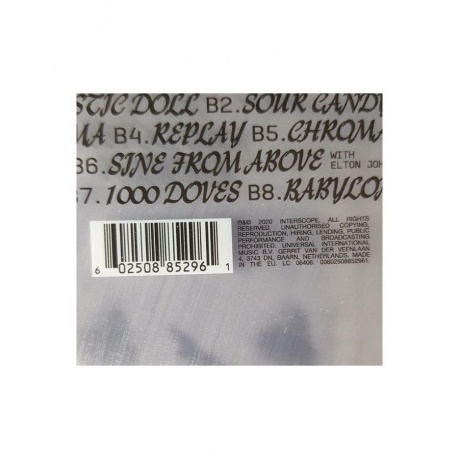 STIC DOLL B2.SOUR CANDY
MA B4.REPLAY B5.CHROMA
B6.SINE FROM ABOVE WITH ELTON JOH
7.1000 DOVES B8.BABYLO
℗&© 2020 INTERSCOPE. ALL RIGHTS
RESERVED. UNAUTHORISED COPYING,
REPRODUCTION, HIRING, LENDING, PUBLIC
PERFORMANCE AND BROADCASTING
PROHIBITED. UNIVERSAL INTERNATIONAL
MUSIC B.V. GERRIT VAN DER VEENLAAN
4, 3743 DN, BAARN, NETHERLANDS. MADE
IN THE EU. LC 08406. 00602508852961.
6 02508 85296 1